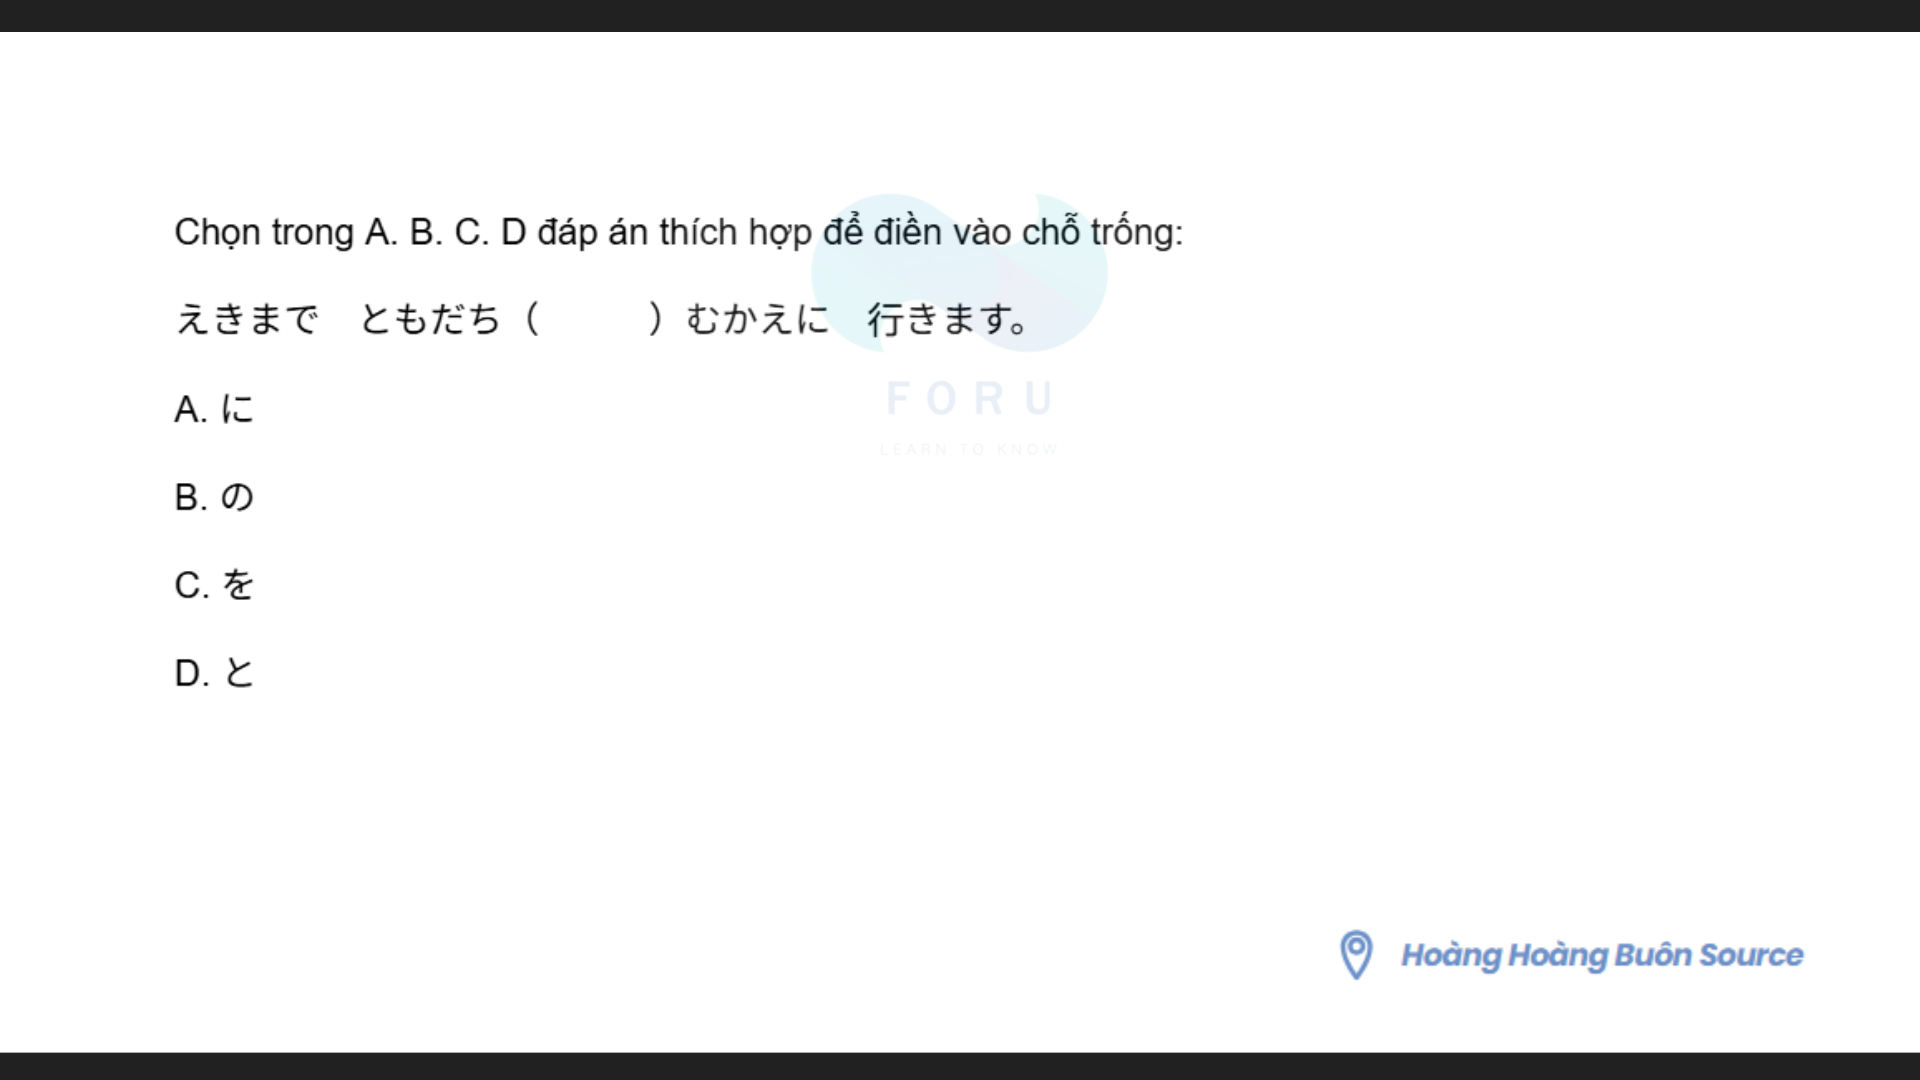 Chọn trong A. B. C. D đáp án thích hợp để điền vào chỗ trống:
えきまで　ともだち（　　　）むかえに　行きます。
A. に
B. の
C. を
D. と
FORU
LEARN TO KNOW
Hoàng Hoàng Buôn Source